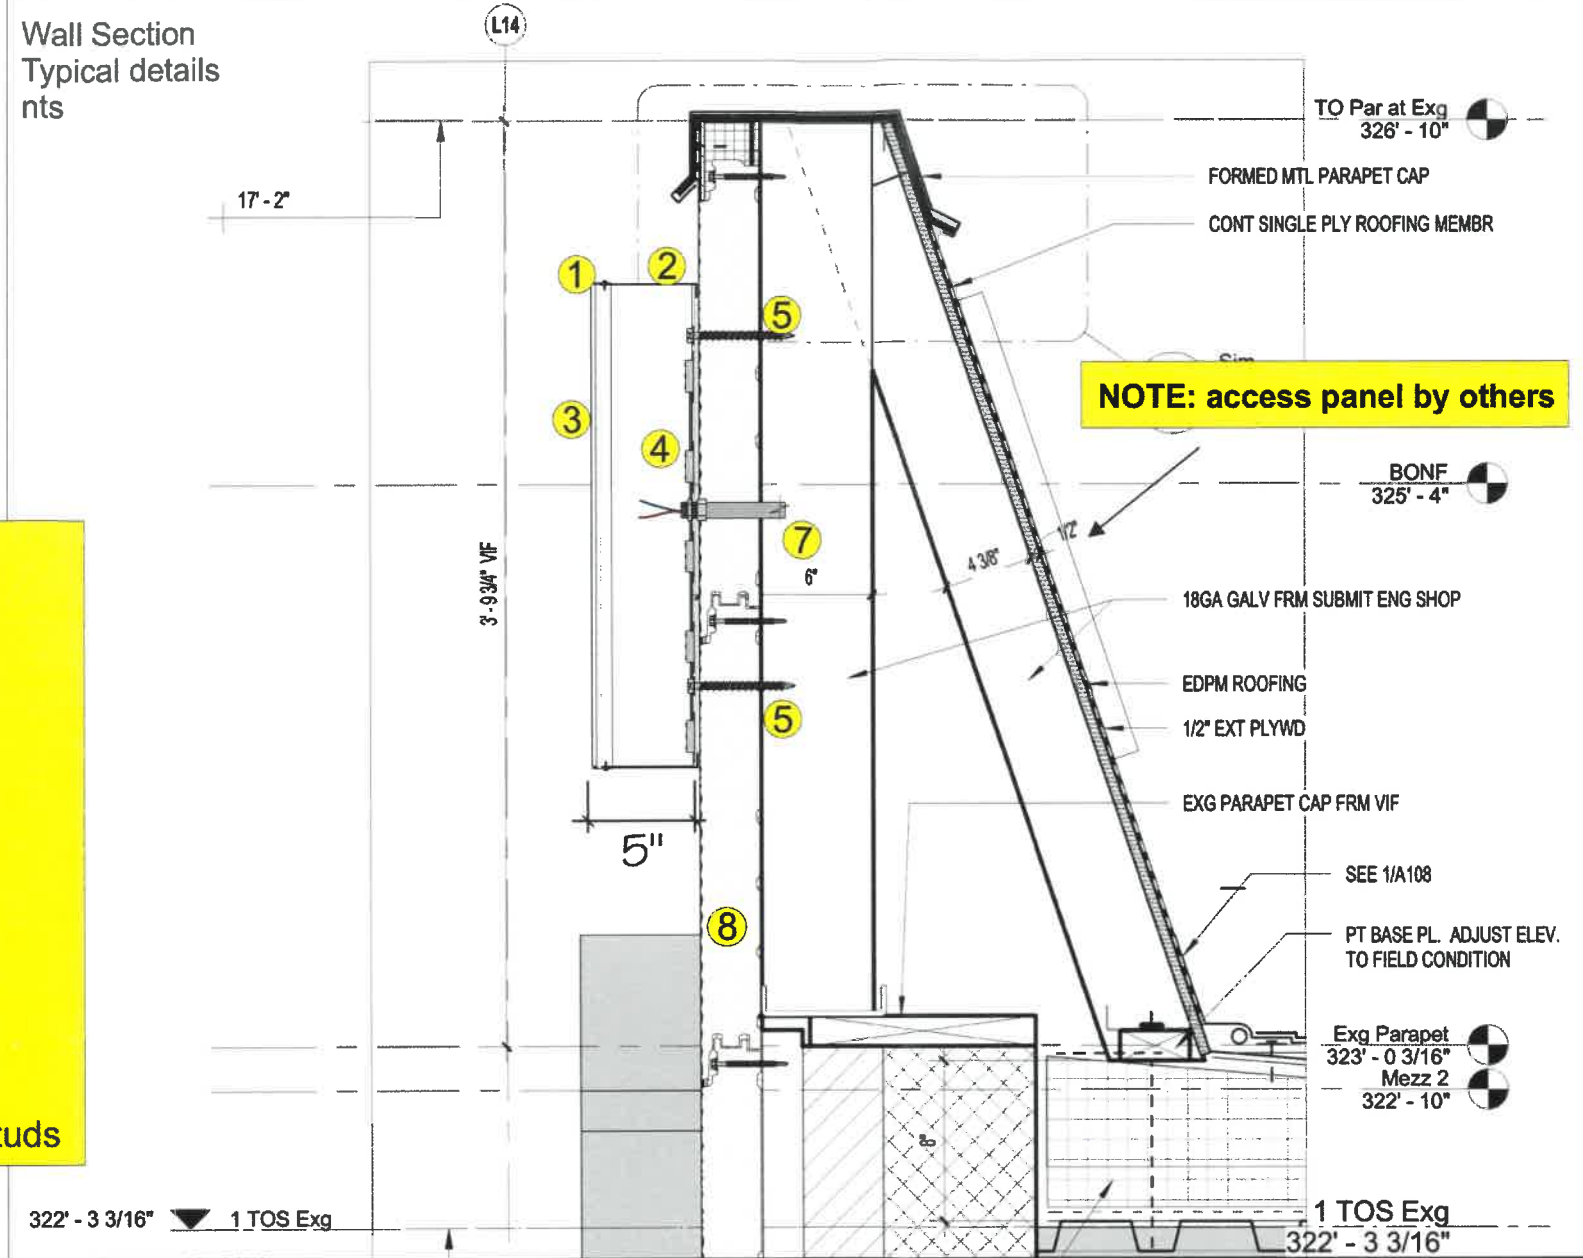 Wall Section
Typical details
nts
L14
TO Par at Exg
326' - 10"
FORMED MTL PARAPET CAP
17' - 2"
CONT SINGLE PLY ROOFING MEMBR
1
2
5
Sim
NOTE: access panel by others
3
4
BONF
325' - 4"
7
1/2"
4 3/8"
6"
3' - 9 3/4" VIF
18GA GALV FRM SUBMIT ENG SHOP
EDPM ROOFING
5
1/2" EXT PLYWD
EXG PARAPET CAP FRM VIF
5"
SEE 1/A108
8
PT BASE PL. ADJUST ELEV.
TO FIELD CONDITION
Exg Parapet
323' - 0 3/16"
Mezz 2
322' - 10"
tuds
8"
322' - 3 3/16" 1 TOS Exg
1 TOS Exg
322' - 3 3/16"